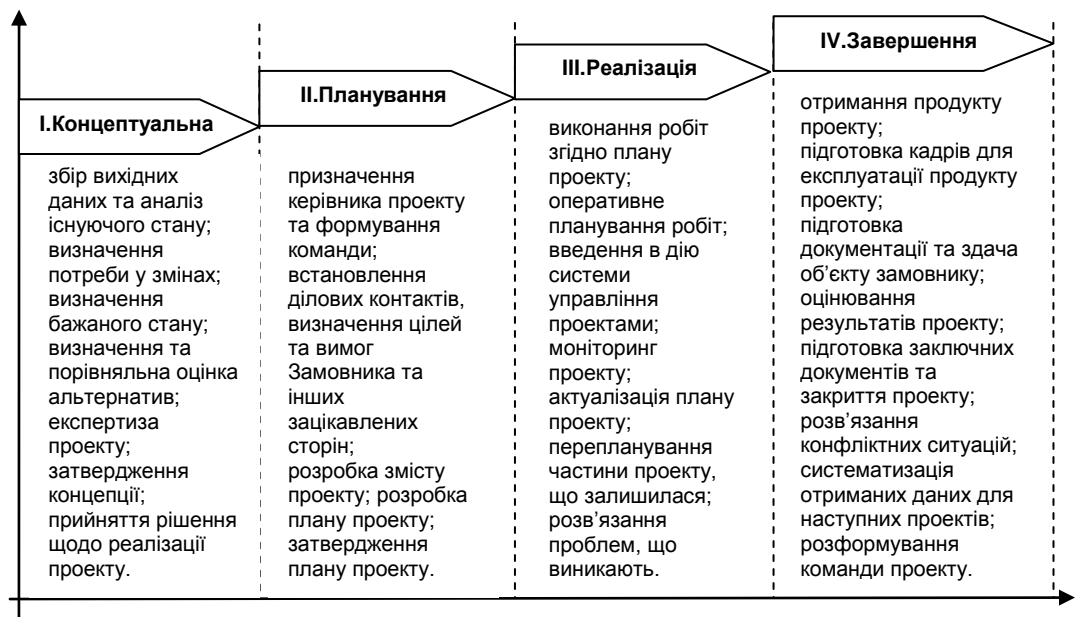 І.Концептуальна
збір вихідних
даних та аналіз
існуючого стану;
визначення
потреби у змінах;
визначення
бажаного стану;
визначення та
порівняльна оцінка
альтернатив;
експертиза
проекту;
затвердження
концепції;
прийняття рішення
щодо реалізації
проекту.
ІІ.Планування
призначення
керівника проекту
та формування
команди;
встановлення
ділових контактів,
визначення цілей
та вимог
Замовника та
інших
зацікавлених
сторін;
розробка змісту
проекту; розробка
плану проекту;
затвердження
плану проекту.
ІІІ.Реалізація
виконання робіт
згідно плану
проекту;
оперативне
планування робіт;
введення в дію
системи
управління
проектами;
моніторинг
проекту;
актуалізація плану
проекту;
перепланування
частини проекту,
що залишилася;
розв’язання
проблем, що
виникають.
IV.Завершення
отримання продукту
проекту;
підготовка кадрів для
експлуатації продукту
проекту;
підготовка
документації та здача
об’єкту замовнику;
оцінювання
результатів проекту;
підготовка заключних
документів та
закриття проекту;
розв’язання
конфліктних ситуацій;
систематизація
отриманих даних для
наступних проектів;
розформування
команди проекту.